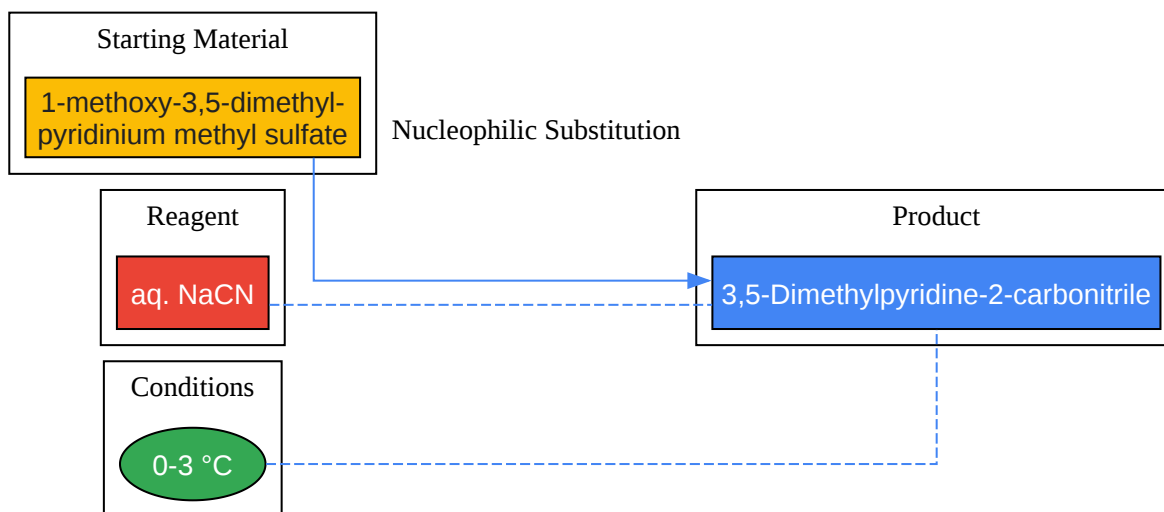 Starting Material
1-methoxy-3,5-dimethyl-
pyridinium methyl sulfate
Nucleophilic Substitution
Reagent
aq. NaCN
Product
3,5-Dimethylpyridine-2-carbonitrile
Conditions
0-3 °C